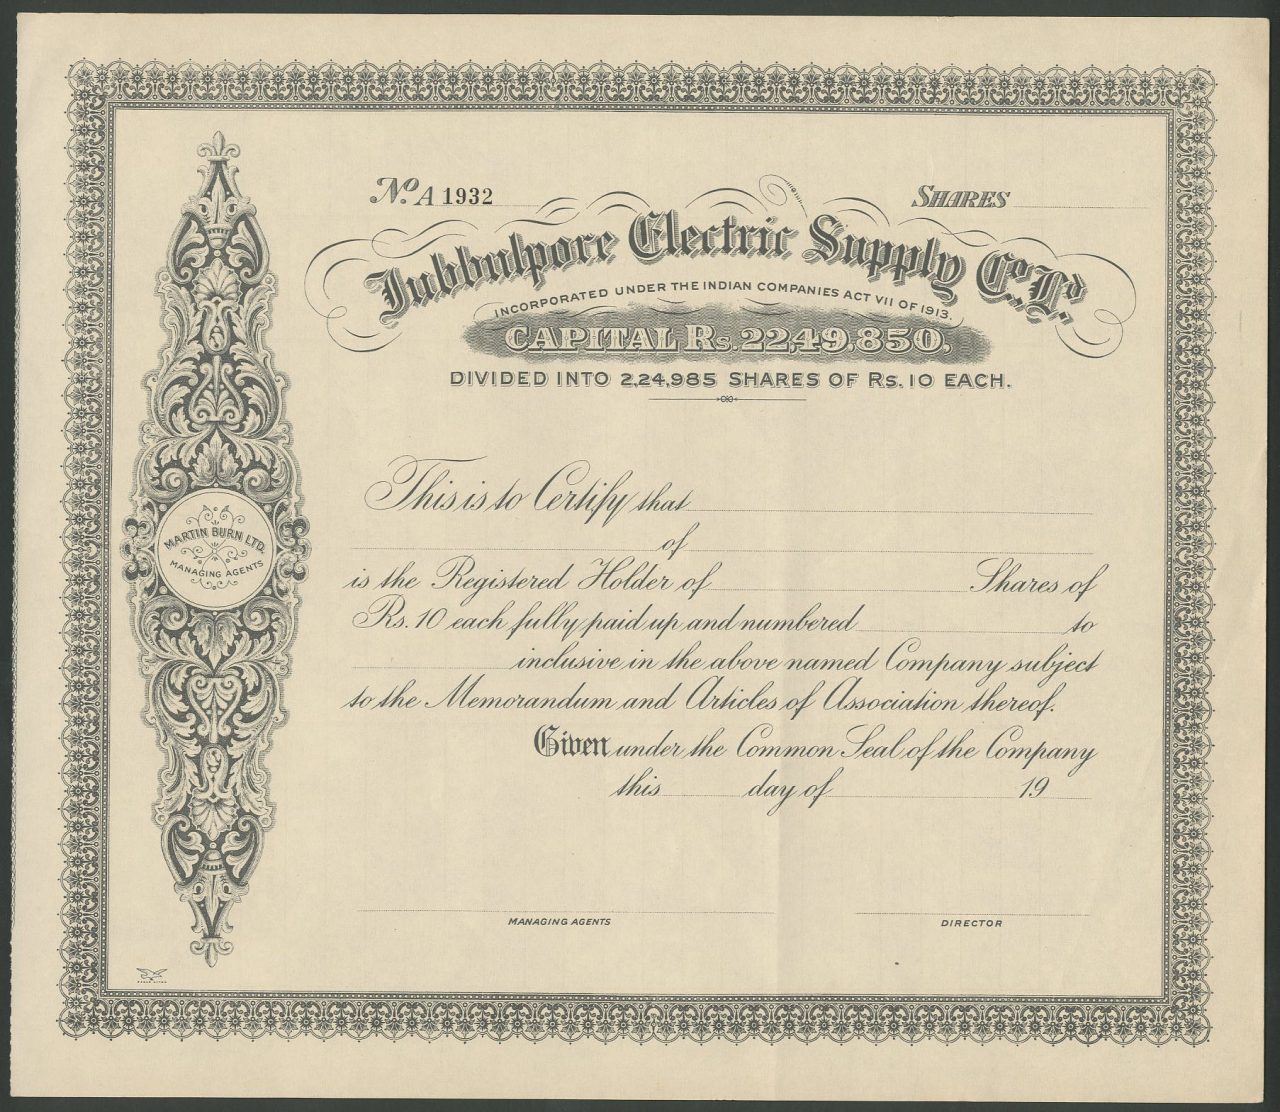 No. A 1932
SHARES
Jubbulpore Electric Supply Co. Ld.
INCORPORATED UNDER THE INDIAN COMPANIES ACT VII OF 1913.
CAPITAL Rs. 22,49,850,
DIVIDED INTO 2,24,985 SHARES OF Rs. 10 EACH.
This is to Certify that
of
is the Registered Holder of Shares of
Rs. 10 each fully paid up and numbered to
inclusive in the above named Company subject
to the Memorandum and Articles of Association thereof.
Given under the Common Seal of the Company
this day of 19
MARTIN BURN LTD.
MANAGING AGENTS
MANAGING AGENTS
DIRECTOR